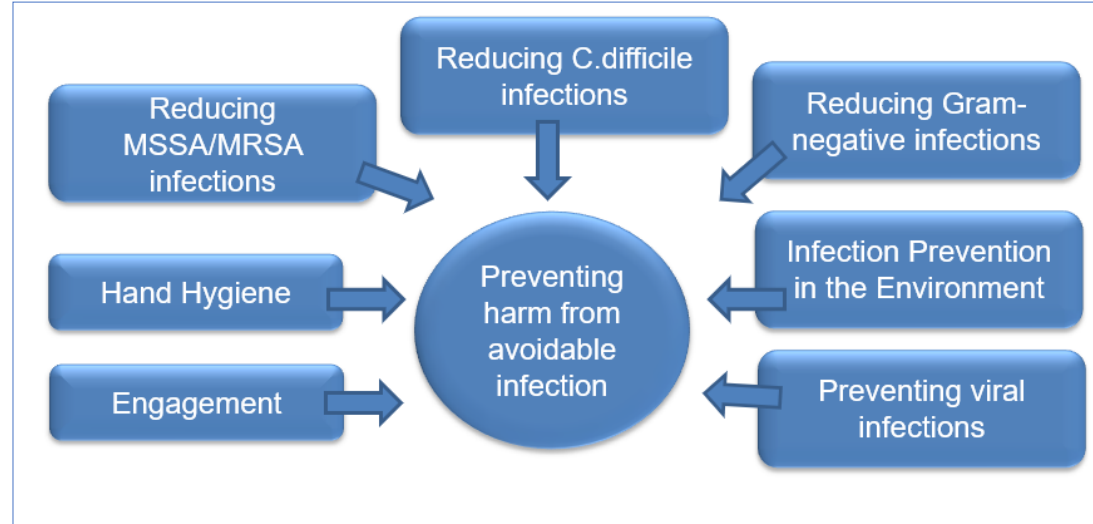 Reducing C.difficile
infections
Reducing
MSSA/MRSA
infections
Reducing Gram-
negative infections
Hand Hygiene
Preventing
harm from
avoidable
infection
Infection Prevention
in the Environment
Engagement
Preventing viral
infections